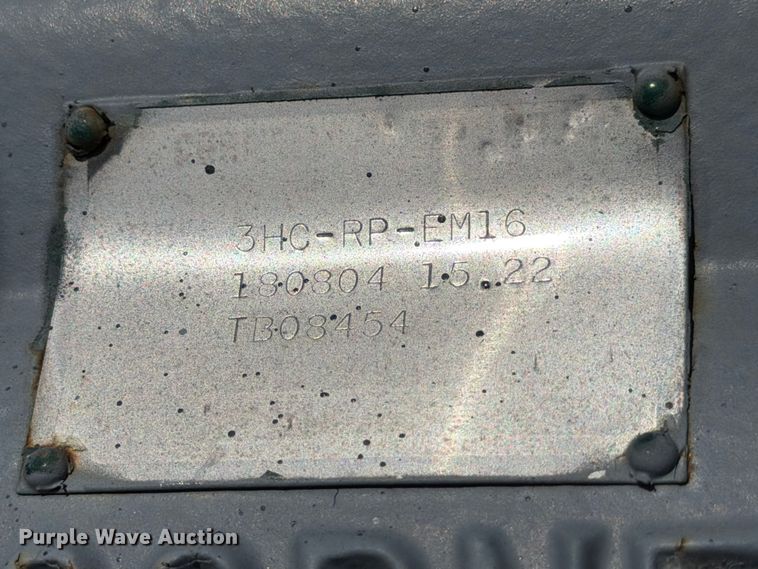 3HC-RP-EM16
180804 15.22
TB08454
Purple Wave Auction